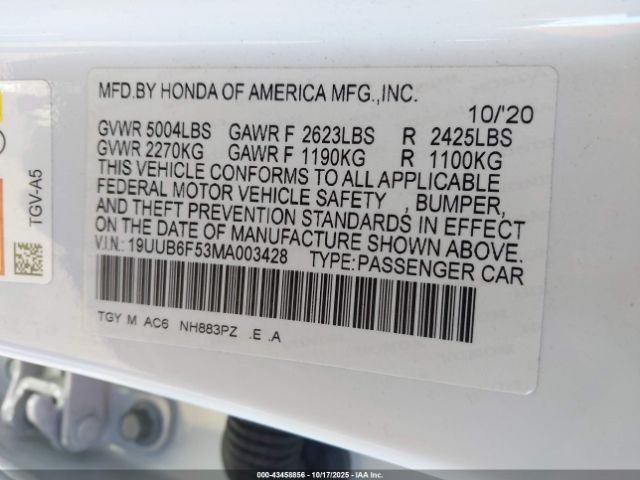 MFD.BY HONDA OF AMERICA MFG.,INC.
10/'20
GVWR 5004LBS GAWR F 2623LBS R 2425LBS
GVWR 2270KG GAWR F 1190KG R 1100KG
THIS VEHICLE CONFORMS TO ALL APPLICABLE
FEDERAL MOTOR VEHICLE SAFETY , BUMPER,
AND THEFT PREVENTION STANDARDS IN EFFECT
ON THE DATE OF MANUFACTURE SHOWN ABOVE.
V.I.N.: 19UUB6F53MA003428 TYPE:PASSENGER CAR
TGY M AC6 NH883PZ .E .A
TGV-A5
000-43458856 - 10/17/2025 - IAA Inc.